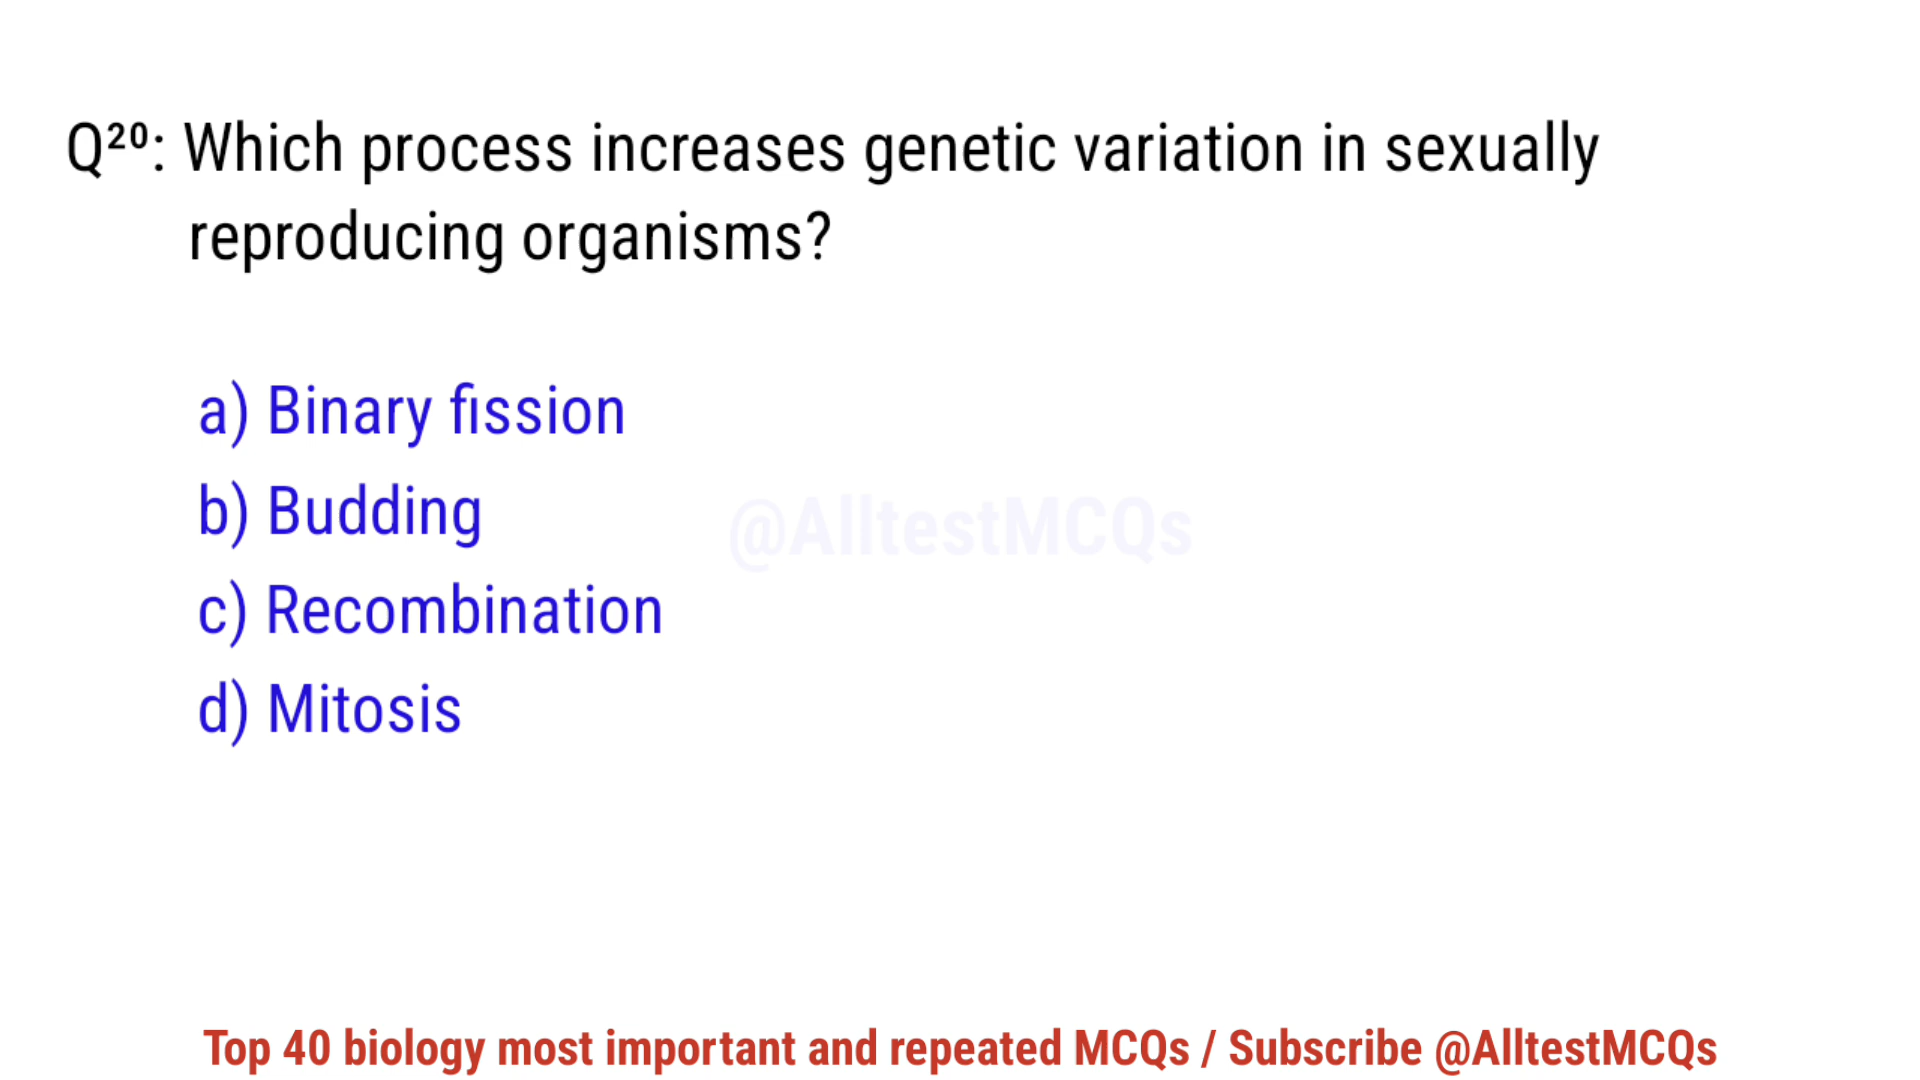 Q²⁰: Which process increases genetic variation in sexually
reproducing organisms?
a) Binary fission
b) Budding
@AlltestMCQs
c) Recombination
d) Mitosis
Top 40 biology most important and repeated MCQs / Subscribe @AlltestMCQs